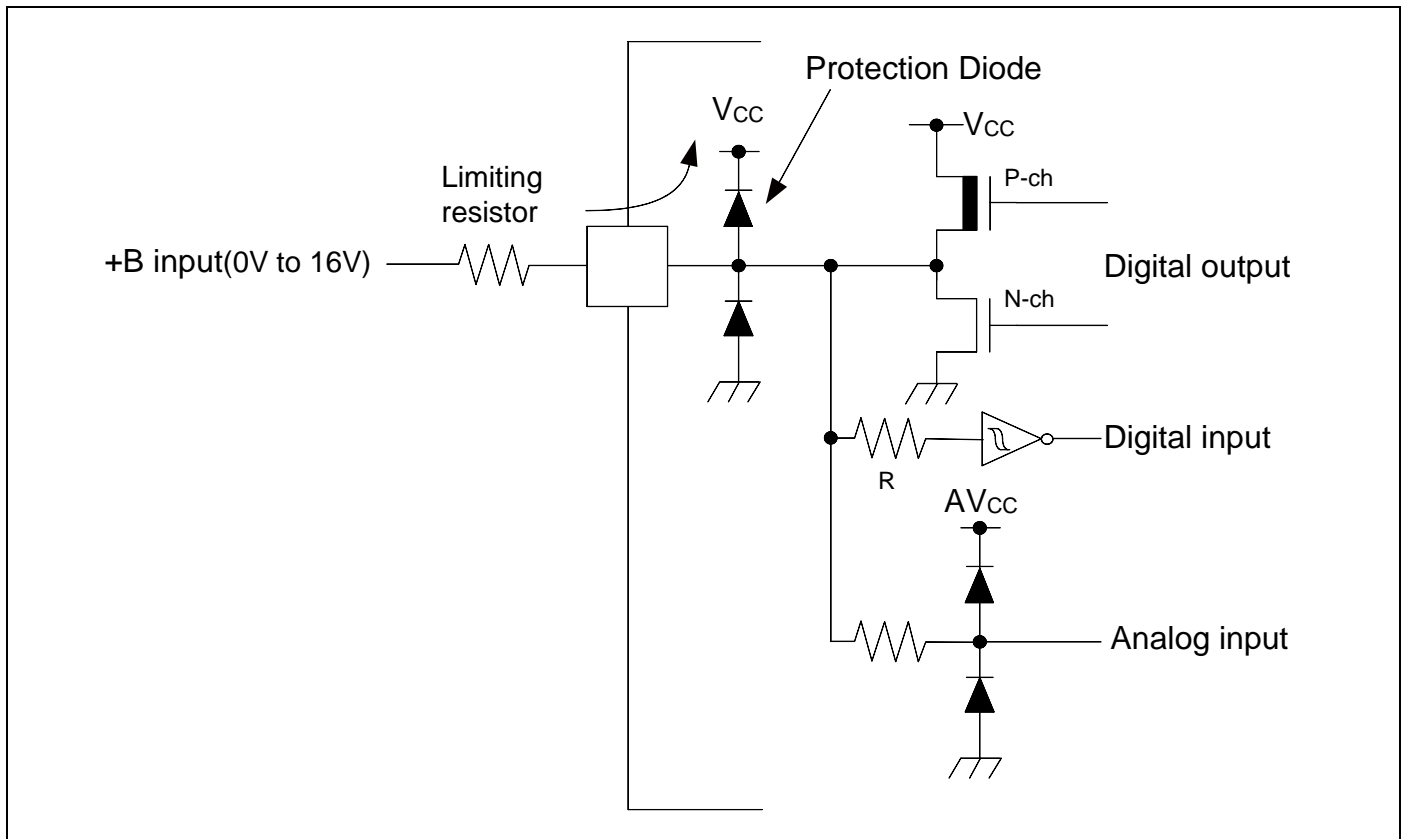 Protection Diode
VCC
VCC
P-ch
Limiting
resistor
+B input(0V to 16V)
Digital output
N-ch
Digital input
R
AVCC
Analog input